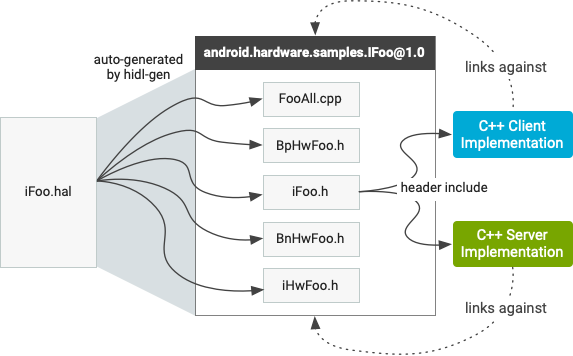 android.hardware.samples.IFoo@1.0
auto-generated
by hidl-gen
links against
iFoo.hal
FooAll.cpp
BpHwFoo.h
iFoo.h
BnHwFoo.h
iHwFoo.h
header include
C++ Client
Implementation
C++ Server
Implementation
links against